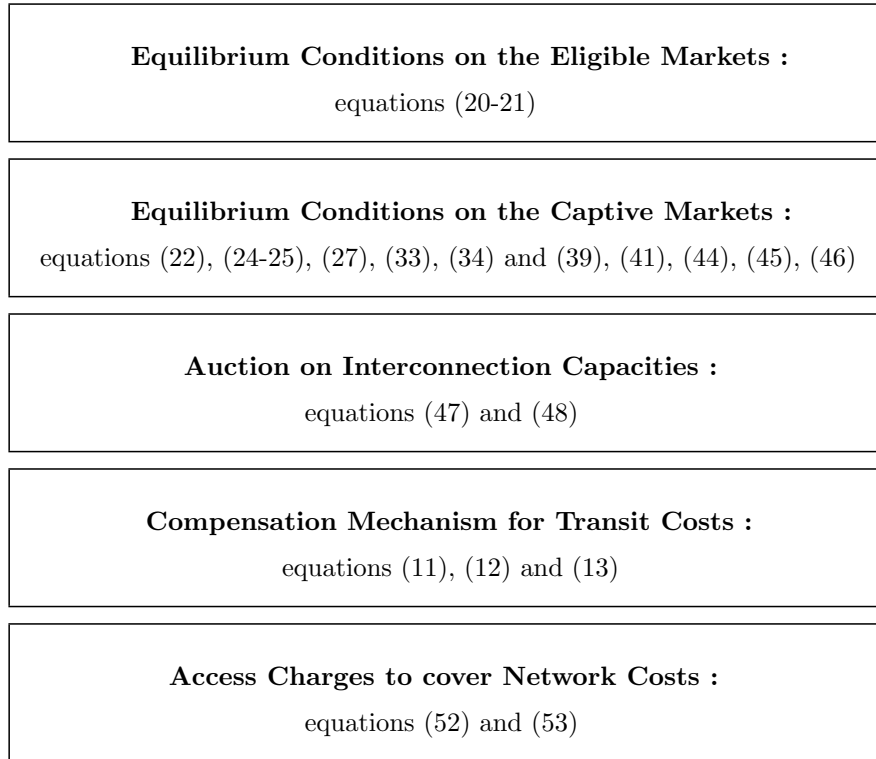 Equilibrium Conditions on the Eligible Markets :
equations (20-21)
Equilibrium Conditions on the Captive Markets :
equations (22), (24-25), (27), (33), (34) and (39), (41), (44), (45), (46)
Auction on Interconnection Capacities :
equations (47) and (48)
Compensation Mechanism for Transit Costs :
equations (11), (12) and (13)
Access Charges to cover Network Costs :
equations (52) and (53)